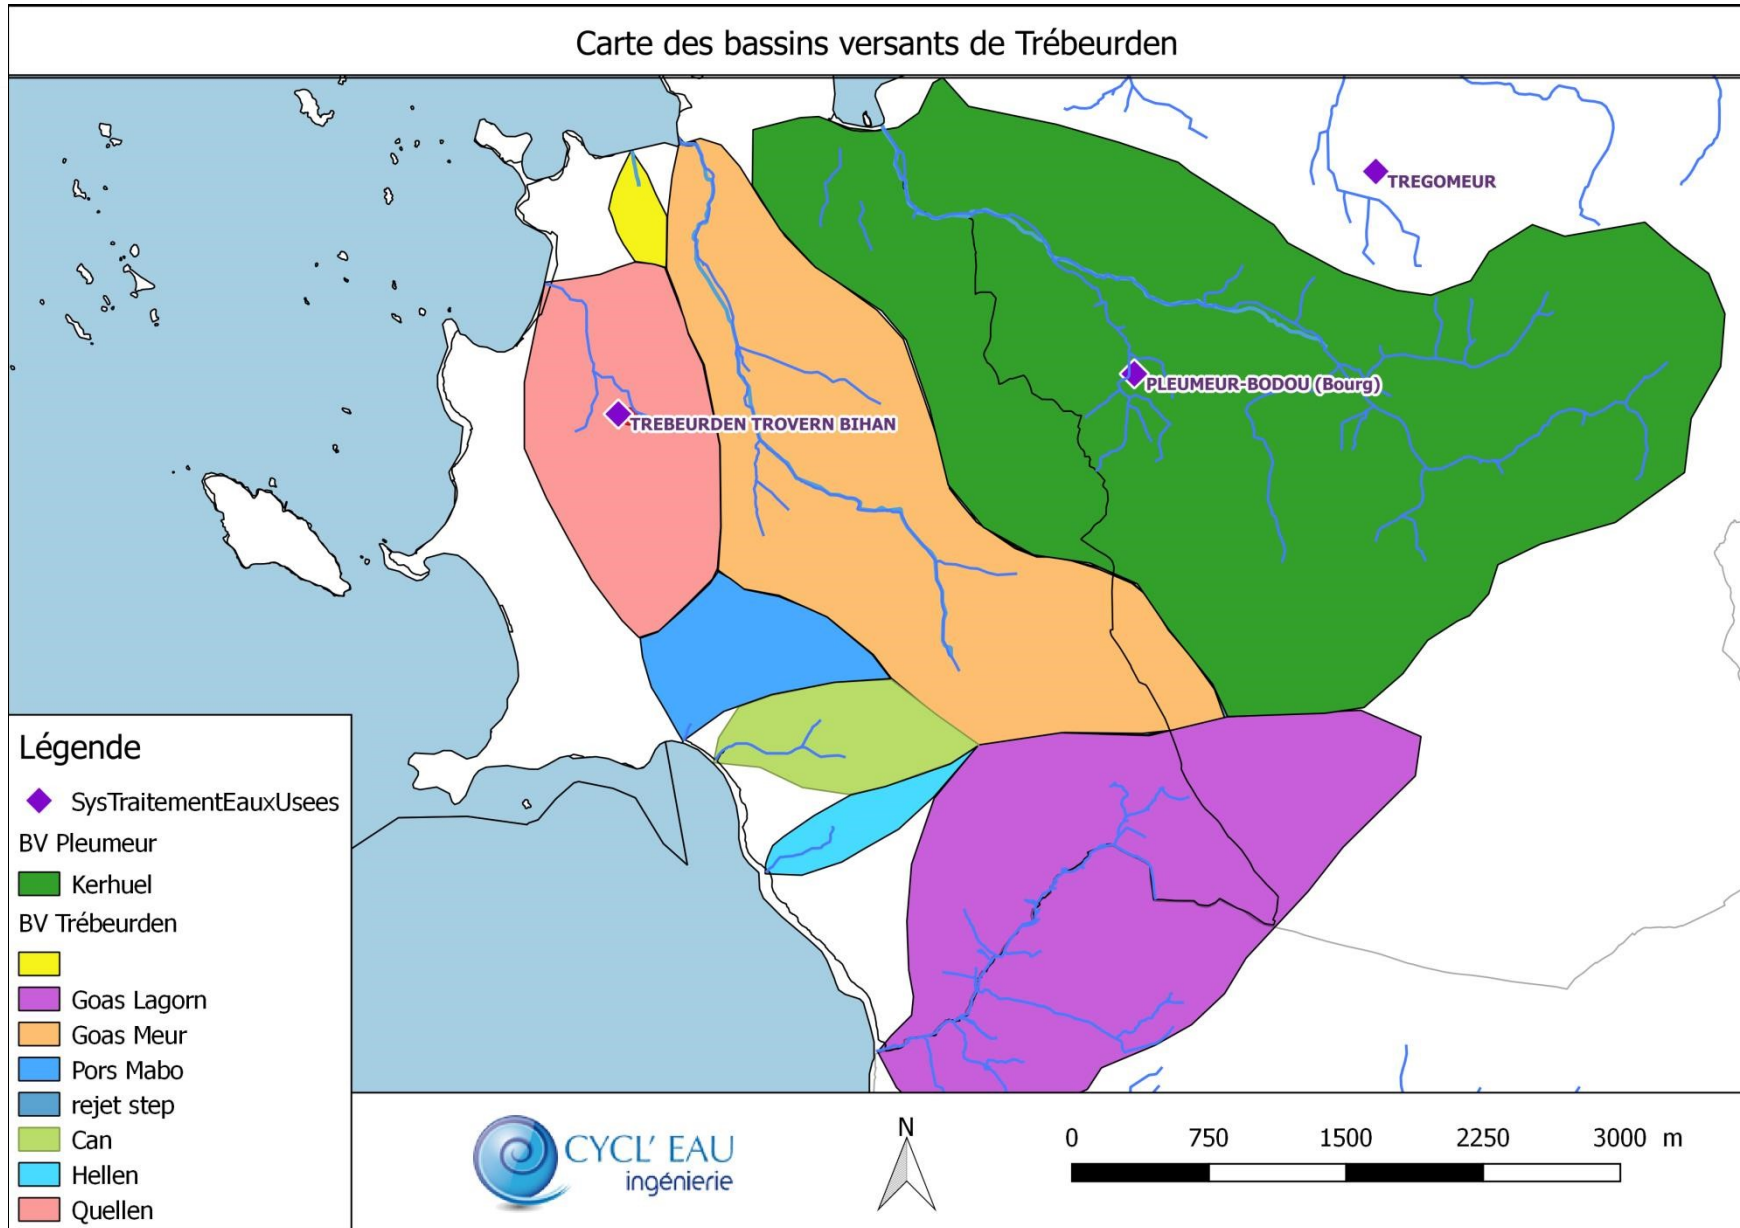 Carte des bassins versants de Trébeurden
TREGOMEUR
PLEUMEUR-BODOU (Bourg)
TREBEURDEN TROVERN BIHAN
Légende
SysTraitementEauxUsees
BV Pleumeur
Kerhuel
BV Trébeurden
Goas Lagorn
Goas Meur
Pors Mabo
rejet step
Can
Hellen
Quellen
CYCL' EAU
ingénierie
N
0 750 1500 2250 3000 m